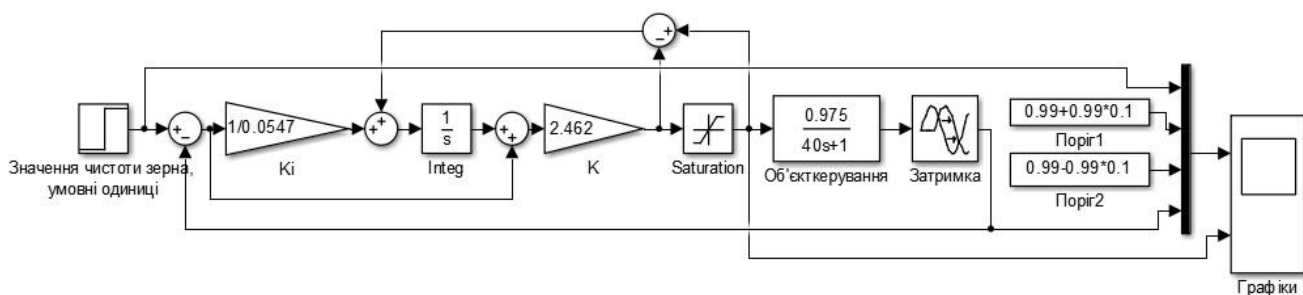 Значення чистоти зерна,
умовні одиниці
1/0.0547
Ki
1
s
Integ
2.462
K
Saturation
0.975
40s+1
Об'єкткерування
Затримка
0.99+0.99*0.1
Поріг1
0.99-0.99*0.1
Поріг2
Графіки